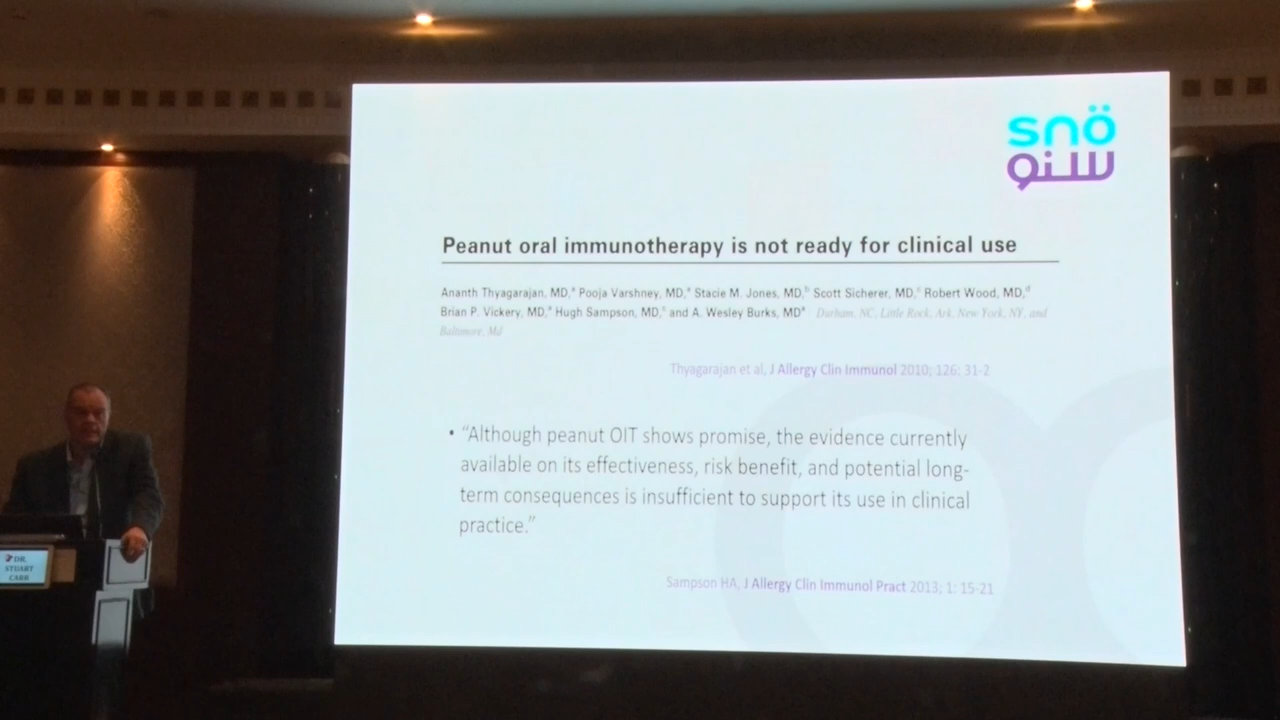 snö
سنو
Peanut oral immunotherapy is not ready for clinical use
Ananth Thyagarajan, MD,ᵃ Pooja Varshney, MD,ᵃ Stacie M. Jones, MD,ᵇ Scott Sicherer, MD,ᶜ Robert Wood, MD,ᵈ
Brian P. Vickery, MD,ᵃ Hugh Sampson, MD,ᶜ and A. Wesley Burks, MDᵃ Durham, NC, Little Rock, Ark, New York, NY, and
Baltimore, Md
Thyagarajan et al, J Allergy Clin Immunol 2010; 126: 31-2
• “Although peanut OIT shows promise, the evidence currently
available on its effectiveness, risk benefit, and potential long-
term consequences is insufficient to support its use in clinical
practice.”
Sampson HA, J Allergy Clin Immunol Pract 2013; 1: 15-21
DR.
STUART
CARR